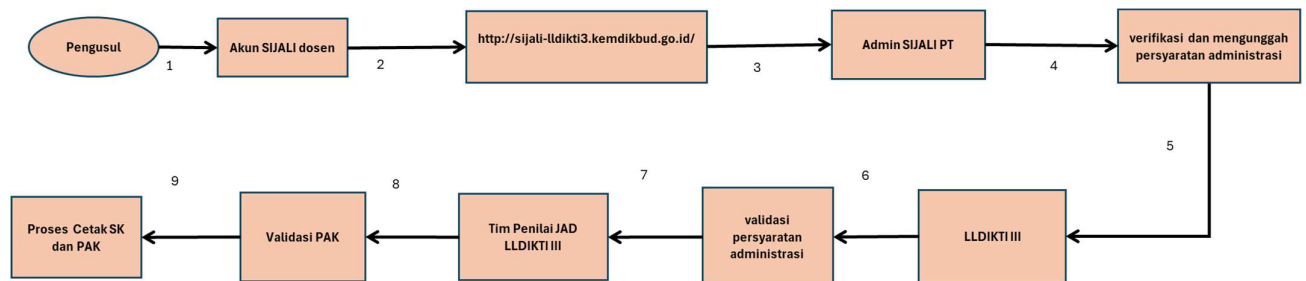 Pengusul
1
Akun SIJALI dosen
2
http://sijali-lldikti3.kemdikbud.go.id/
3
Admin SIJALI PT
4
verifikasi dan mengunggah
persyaratan administrasi
5
LLDIKTI III
6
validasi
persyaratan
administrasi
7
Tim Penilai JAD
LLDIKTI III
8
Validasi PAK
9
Proses Cetak SK
dan PAK